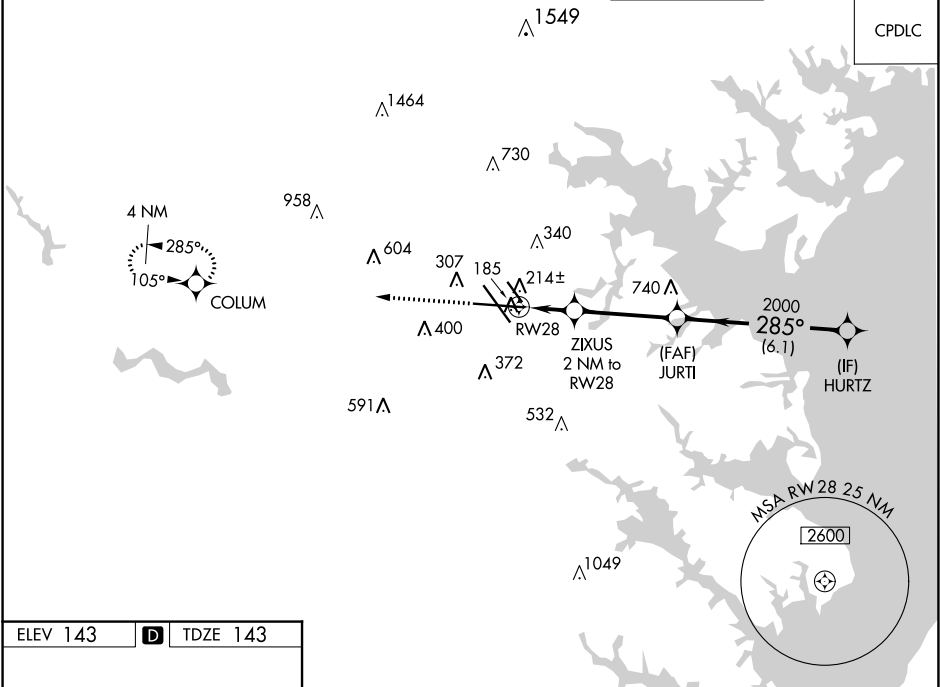 1549
CPDLC
1464
730
958
4 NM
285°
340
604
307
185
214±
105°
740
2000
COLUM
285°
RW28
400
(6.1)
ZIXUS
2 NM to
RW28
(FAF)
JURTI
(IF)
HURTZ
372
591
532
MSA RW28 25 NM
2600
1049
ELEV 143 D TDZE 143